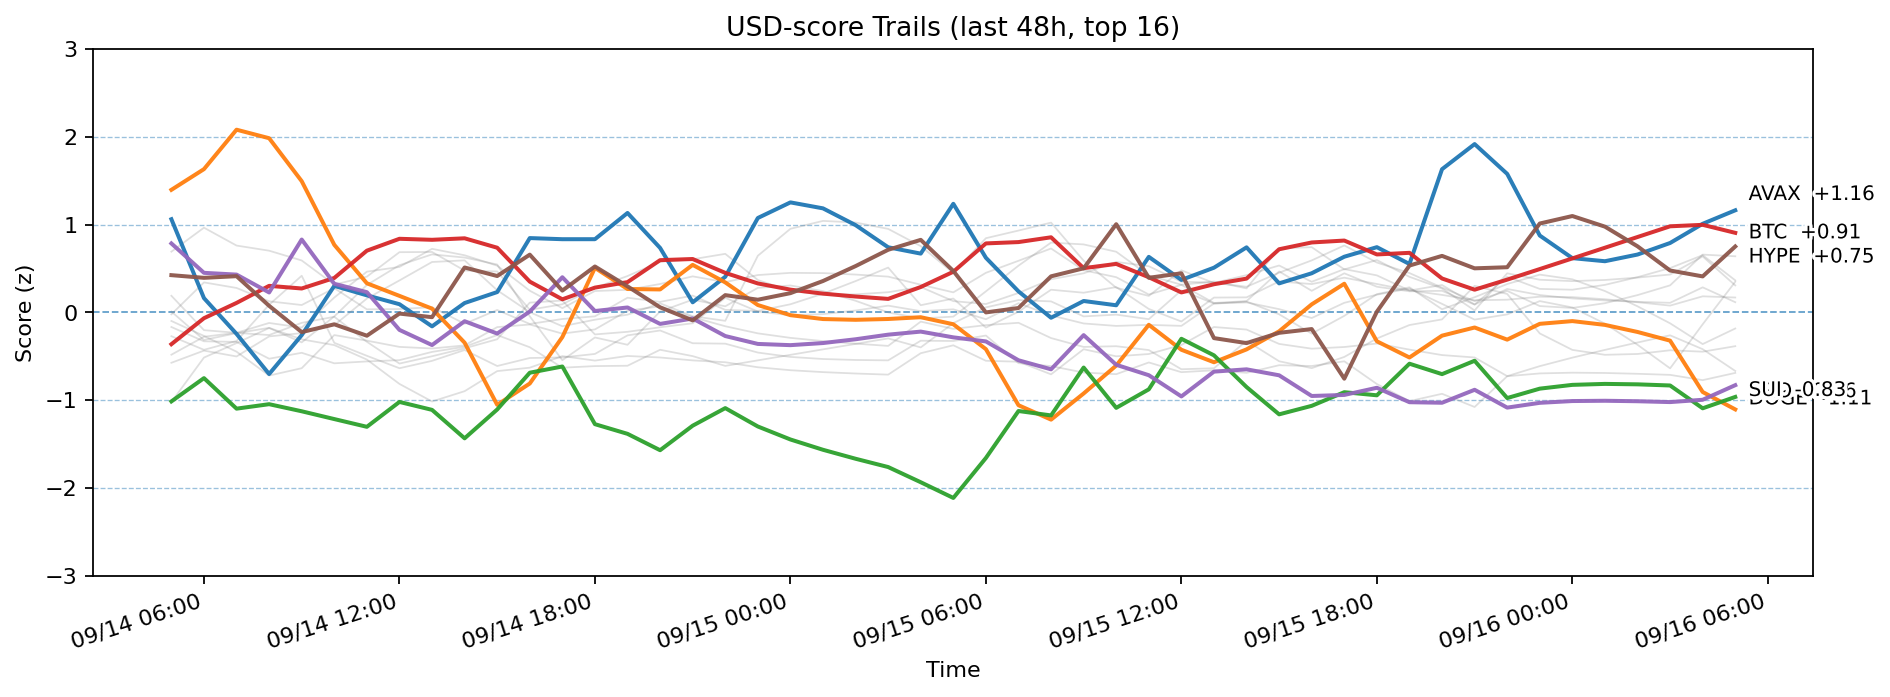 USD-score Trails (last 48h, top 16)
3
2
1
0
−1
−2
−3
Score (z)
AVAX +1.16
BTC +0.91
HYPE +0.75
09/14 06:00
09/14 12:00
09/14 18:00
09/15 00:00
09/15 06:00
09/15 12:00
09/15 18:00
09/16 00:00
09/16 06:00
Time